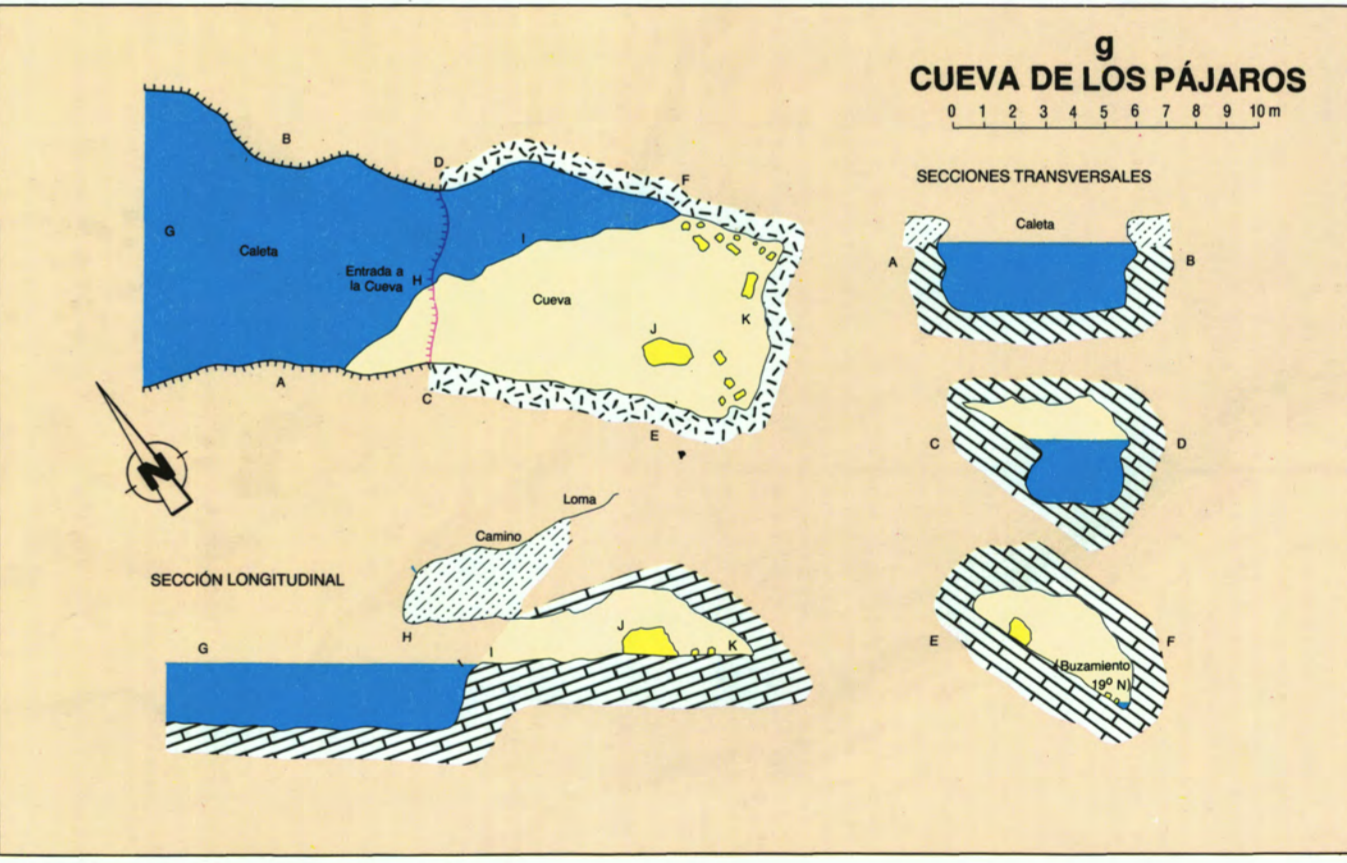 g
CUEVA DE LOS PÁJAROS
0 1 2 3 4 5 6 7 8 9 10 m
B
D
F
G
Caleta
I
Entrada a
la Cueva
H
Cueva
J
K
A
C
E
N
SECCIONES TRANSVERSALES
Caleta
A
B
C
D
E
F
(Buzamiento
19º N)
SECCIÓN LONGITUDINAL
Loma
Camino
H
G
I
J
K